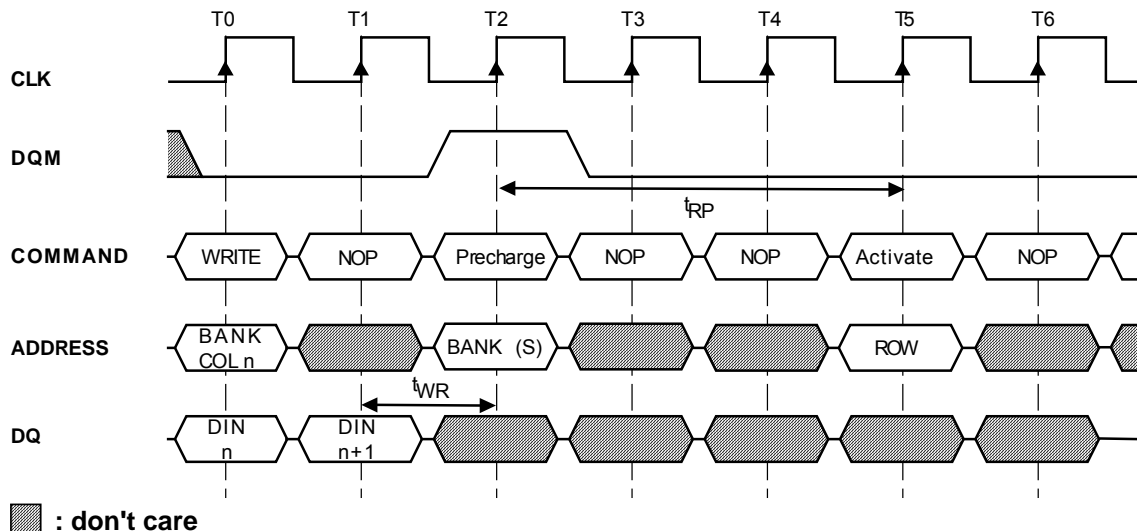 T0 T1 T2 T3 T4 T5 T6
CLK
DQM
tRP
COMMAND WRITE NOP Precharge NOP NOP Activate NOP
ADDRESS BANK COL n BANK (S) ROW
tWR
DQ DIN n DIN n+1
: don't care